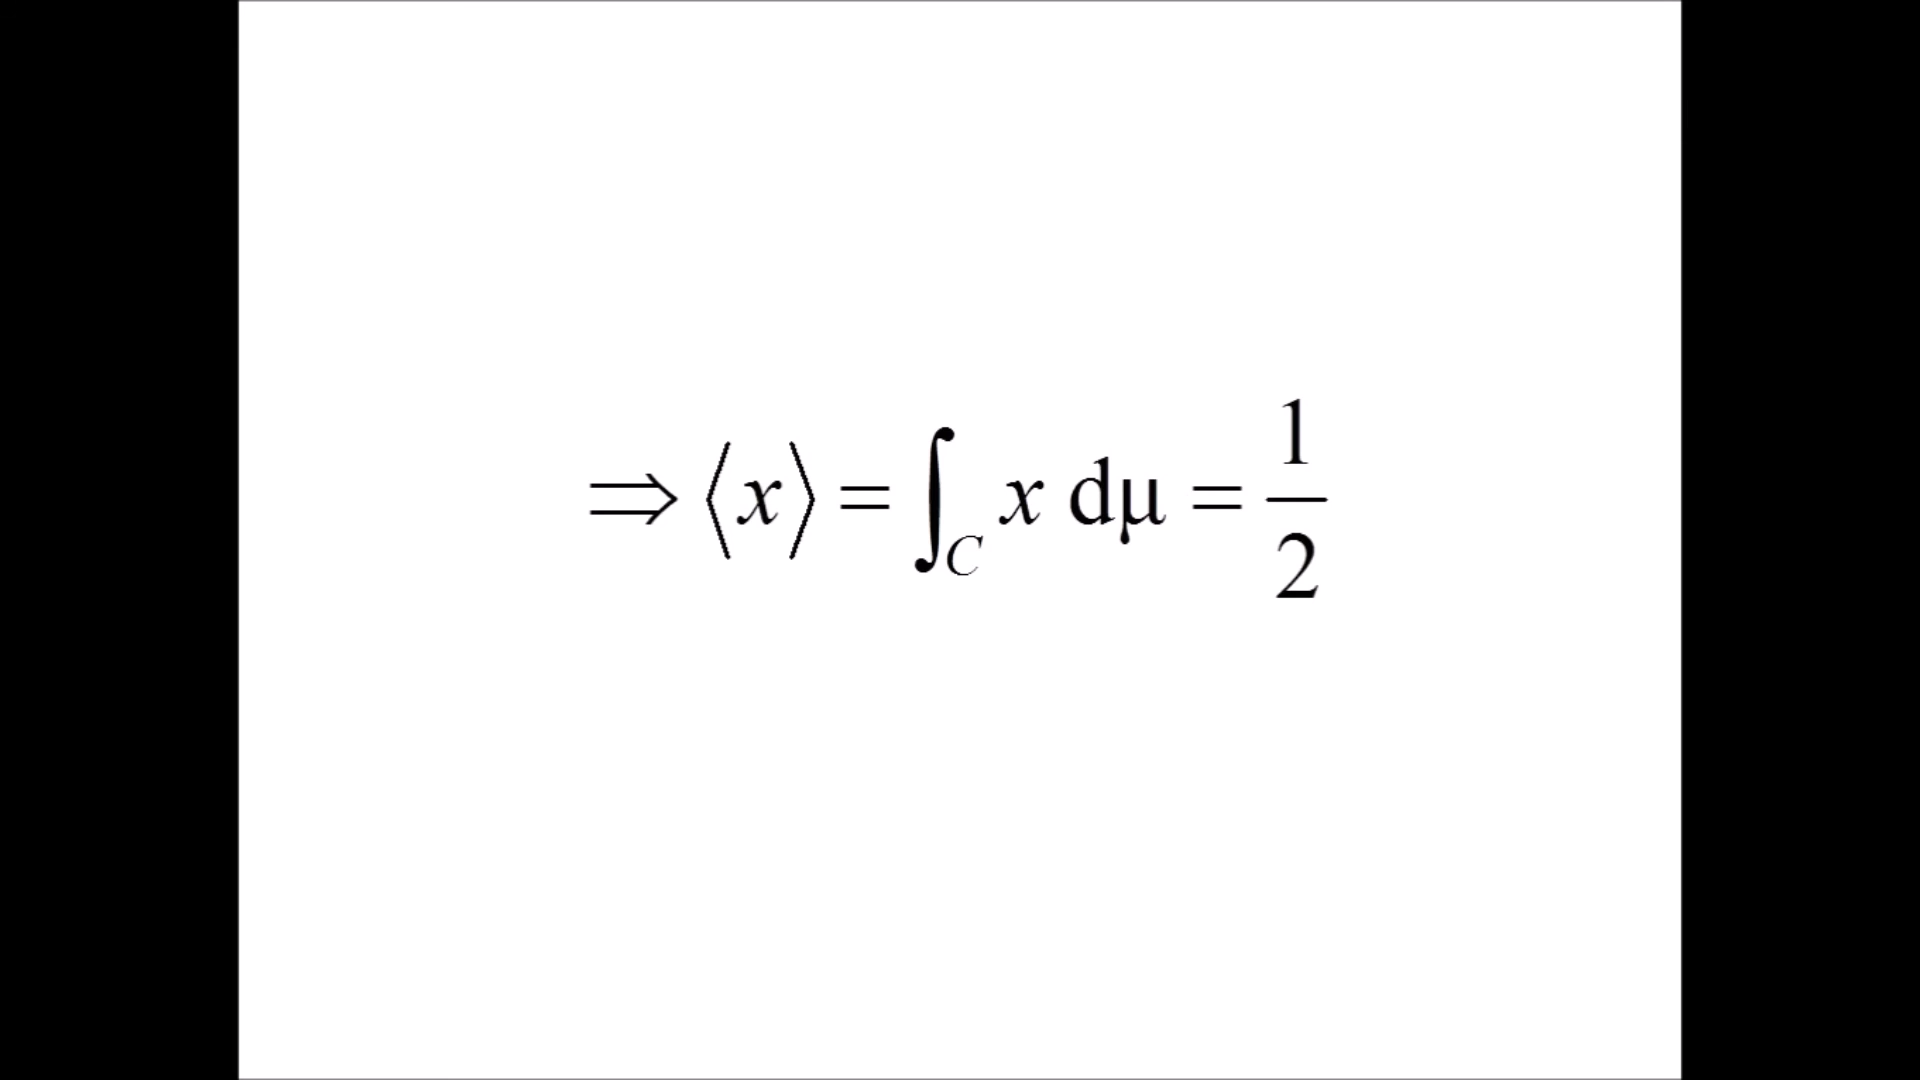 ⇒ ⟨x⟩ = ∫_C x dμ = 1/2